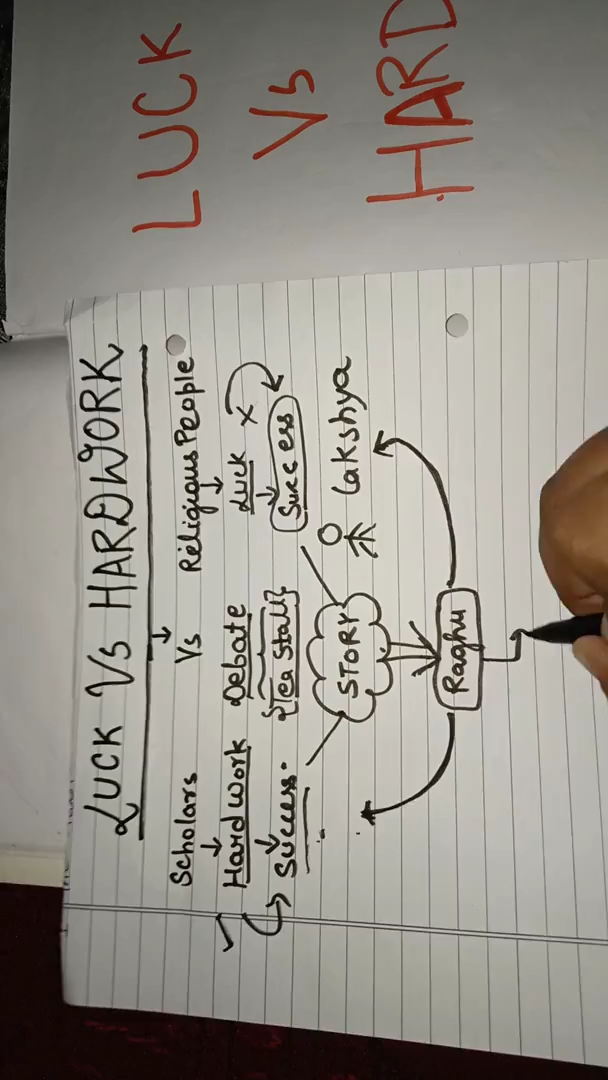 LUCK
Vs
HARD
LUCK Vs HARDWORK
Scholars Vs Religious People
Hardwork Debate Luck x
Success. {Tea Stall} Success
STORY Lakshya
Raghu